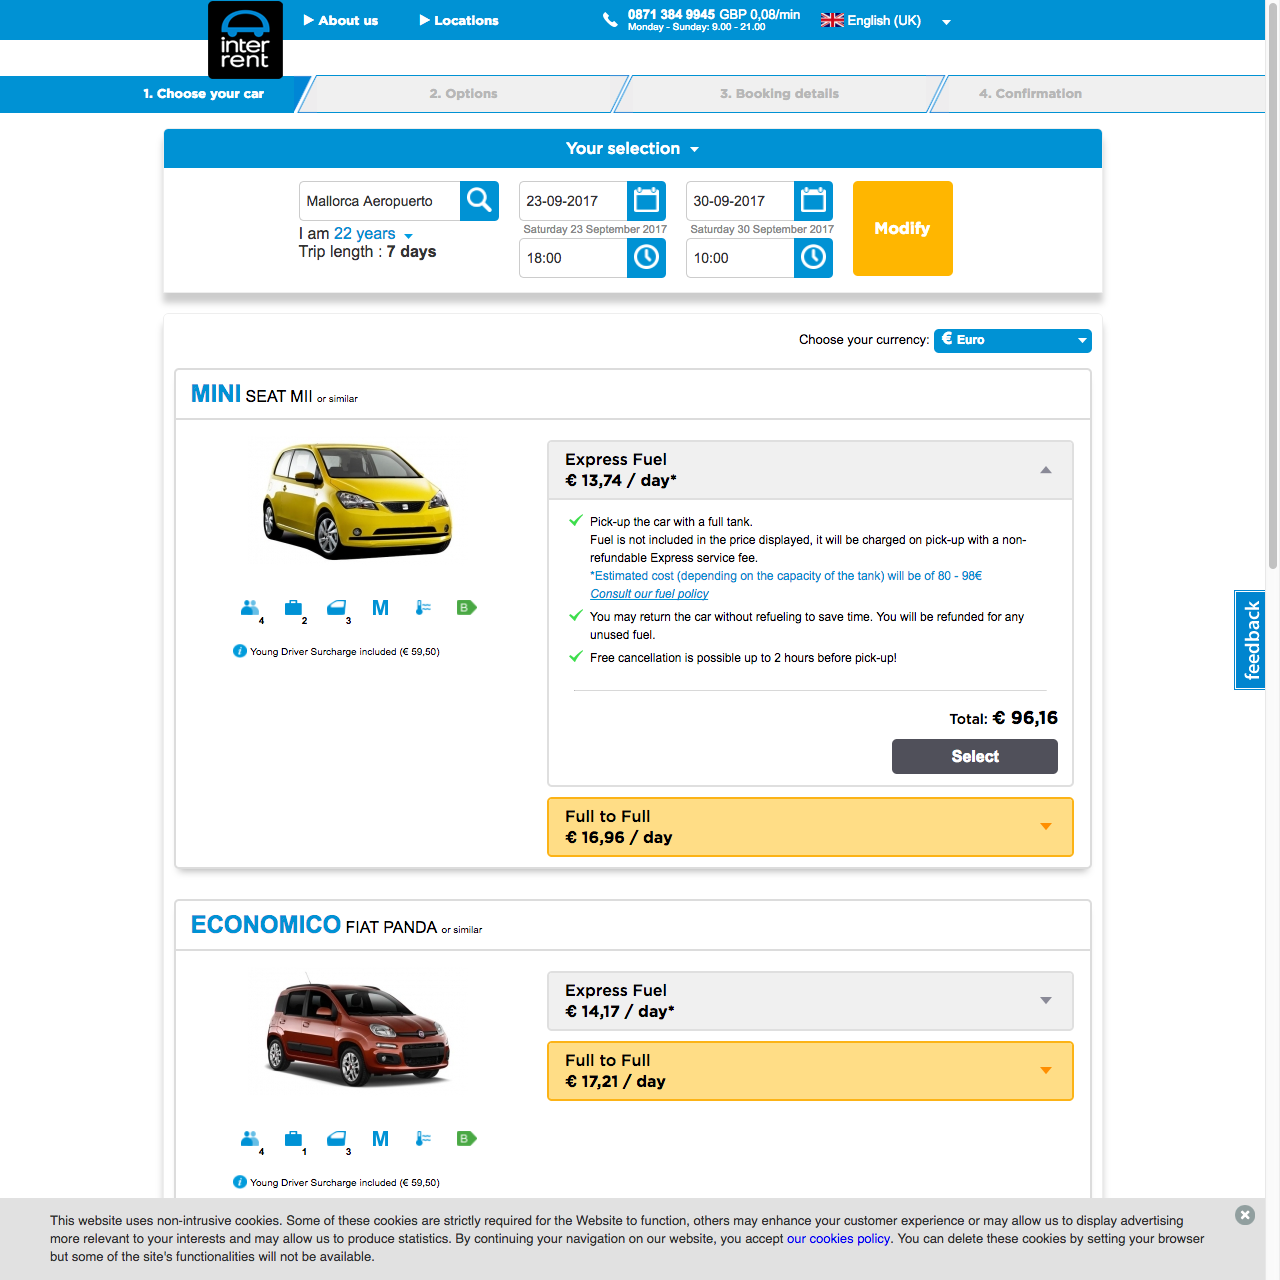 About us
Locations
0871 384 9945 GBP 0,08/min
Monday - Sunday: 9.00 - 21.00
English (UK)
inter
rent
1. Choose your car
2. Options
3. Booking details
4. Confirmation
Your selection
Mallorca Aeropuerto
23-09-2017
30-09-2017
Modify
Saturday 23 September 2017
Saturday 30 September 2017
I am 22 years
Trip length : 7 days
18:00
10:00
Choose your currency:
€ Euro
MINI SEAT MII or similar
Express Fuel
€ 13,74 / day*
Pick-up the car with a full tank.
Fuel is not included in the price displayed, it will be charged on pick-up with a non-
refundable Express service fee.
*Estimated cost (depending on the capacity of the tank) will be of 80 - 98€
Consult our fuel policy
You may return the car without refueling to save time. You will be refunded for any
unused fuel.
Free cancellation is possible up to 2 hours before pick-up!
4
2
3
M
B
Young Driver Surcharge included (€ 59,50)
Total: € 96,16
Select
Full to Full
€ 16,96 / day
feedback
ECONOMICO FIAT PANDA or similar
Express Fuel
€ 14,17 / day*
Full to Full
€ 17,21 / day
4
1
3
M
B
Young Driver Surcharge included (€ 59,50)
This website uses non-intrusive cookies. Some of these cookies are strictly required for the Website to function, others may enhance your customer experience or may allow us to display advertising
more relevant to your interests and may allow us to produce statistics. By continuing your navigation on our website, you accept our cookies policy. You can delete these cookies by setting your browser
but some of the site's functionalities will not be available.